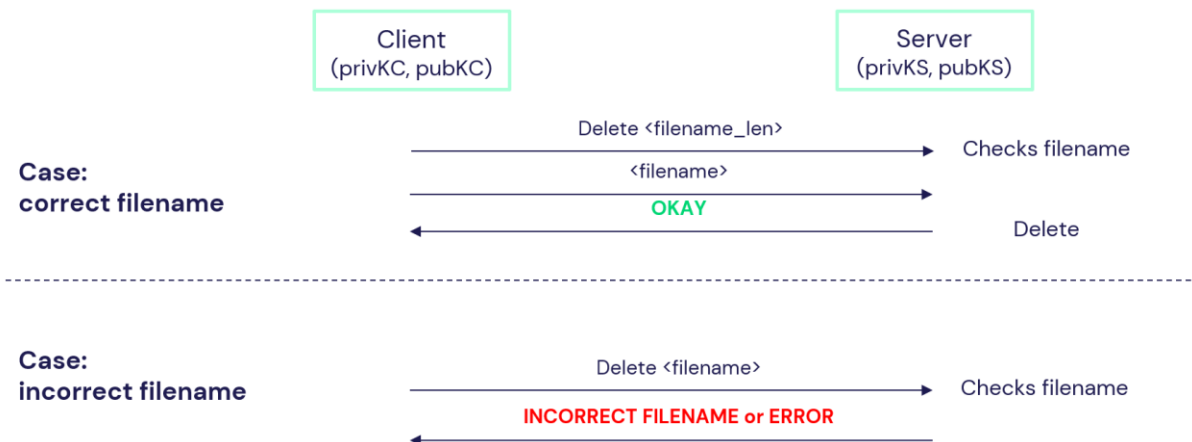 Client
(privKC, pubKC)
Server
(privKS, pubKS)
Case:
correct filename
Delete <filename_len>
Checks filename
<filename>
OKAY
Delete
Case:
incorrect filename
Delete <filename>
Checks filename
INCORRECT FILENAME or ERROR